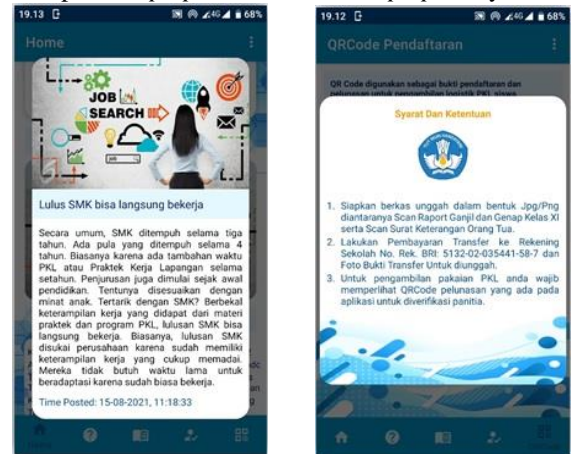 19.13
4G
68%
Home
JOB
SEARCH
job
Lulus SMK bisa langsung bekerja
Secara umum, SMK ditempuh selama tiga
tahun. Ada pula yang ditempuh selama 4
tahun. Biasanya karena ada tambahan waktu
PKL atau Praktek Kerja Lapangan selama
setahun. Penjurusan juga dimulai sejak awal
pendidikan. Tentunya disesuaikan dengan
minat anak. Tertarik dengan SMK? Berbekal
keterampilan kerja yang didapat dari materi
praktek dan program PKL, lulusan SMK bisa
langsung bekerja. Biasanya, lulusan SMK
disukai perusahaan karena sudah memiliki
keterampilan kerja yang cukup memadai.
Mereka tidak butuh waktu lama untuk
beradaptasi karena sudah biasa bekerja.
Time Posted: 15-08-2021, 11:18:33
19.12
4G
68%
QRCode Pendaftaran
QR Code digunakan sebagai bukti pendaftaran dan
pelunasan untuk pengambilan logistik PKL siswa
Syarat Dan Ketentuan
1. Siapkan berkas unggah dalam bentuk Jpg/Png
diantaranya Scan Raport Ganjil dan Genap Kelas XI
serta Scan Surat Keterangan Orang Tua.
2. Lakukan Pembayaran Transfer ke Rekening
Sekolah No. Rek. BRI: 5132-02-035441-58-7 dan
Foto Bukti Transfer Untuk diunggah.
3. Untuk pengambilan pakaian PKL anda wajib
memperlihat QRCode pelunasan yang ada pada
aplikasi untuk diverifikasi panitia.